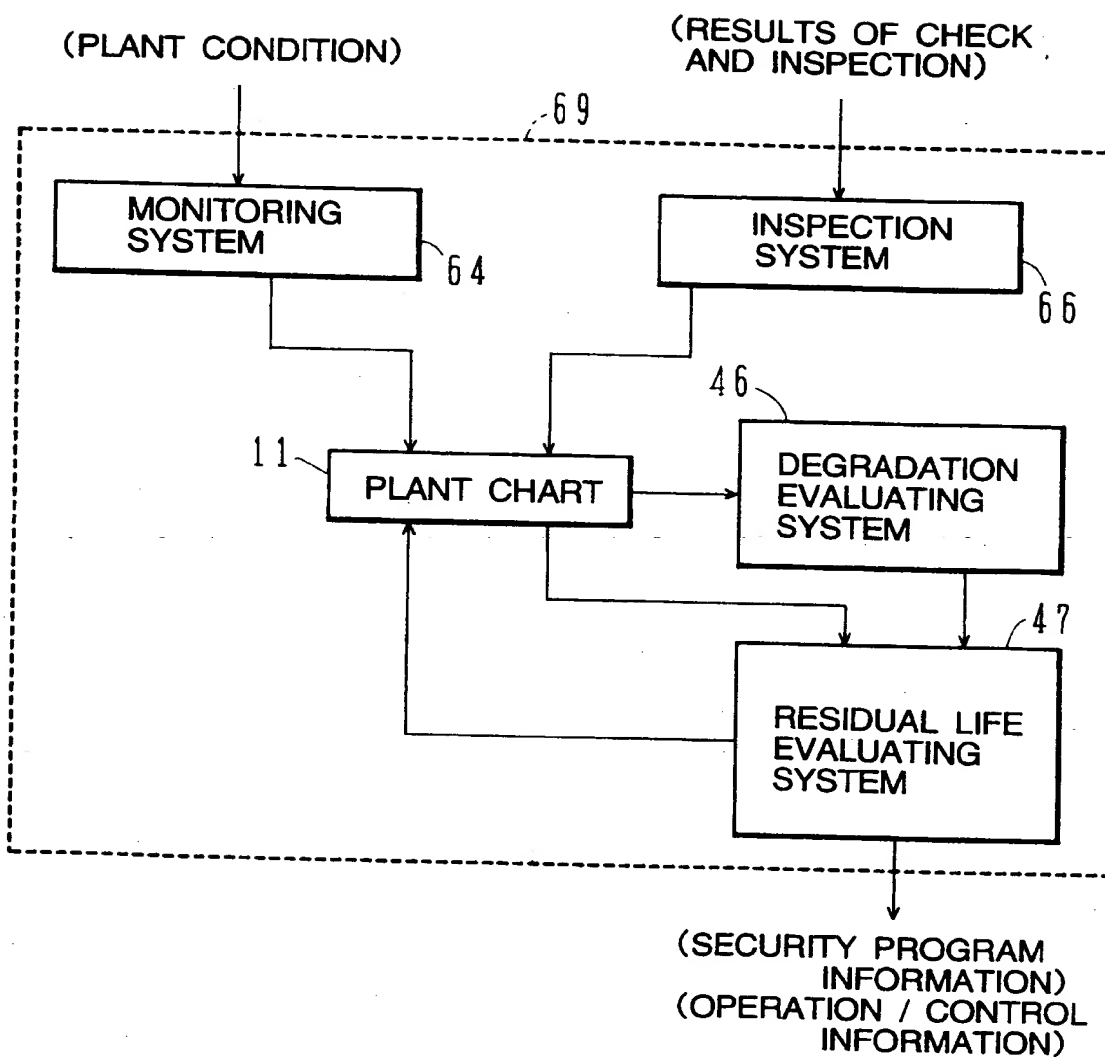 (PLANT CONDITION)
(RESULTS OF CHECK
AND INSPECTION)
69
MONITORING
SYSTEM
64
INSPECTION
SYSTEM
66
46
11
PLANT CHART
DEGRADATION
EVALUATING
SYSTEM
47
RESIDUAL LIFE
EVALUATING
SYSTEM
(SECURITY PROGRAM
INFORMATION)
(OPERATION / CONTROL
INFORMATION)